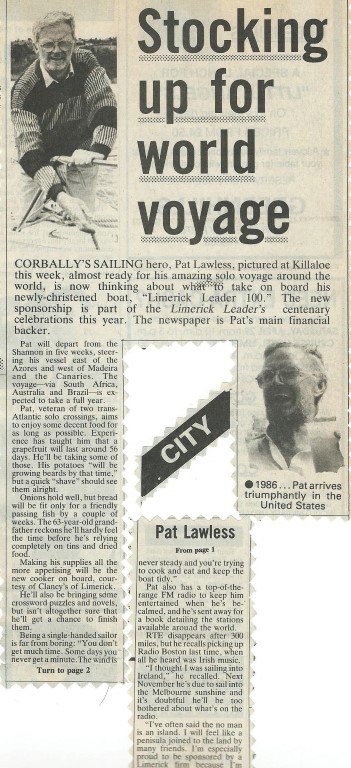 Stocking
up for
world
voyage
CORBALLY'S SAILING hero, Pat Lawless, pictured at Killaloe
this week, almost ready for his amazing solo voyage around the
world, is now thinking about what to take on board his
newly-christened boat, "Limerick Leader 100." The new
sponsorship is part of the Limerick Leader's centenary
celebrations this year. The newspaper is Pat's main financial
backer.
Pat will depart from the
Shannon in five weeks, steer-
ing his vessel east of the
Azores and west of Madeira
and the Canaries. The
voyage—via South Africa,
Australia and Brazil—is ex-
pected to take a full year.
Pat, veteran of two trans-
Atlantic solo crossings, aims
to enjoy some decent food for
as long as possible. Experi-
ence has taught him that a
grapefruit will last around 56
days. He'll be taking some of
those. His potatoes "will be
growing beards by that time,"
but a quick "shave" should see
them alright.
Onions hold well, but bread
will be fit only for a friendly
passing fish by a couple of
weeks. The 63-year-old grand-
father reckons he'll hardly feel
the time before he's relying
completely on tins and dried
food.
Making his supplies all the
more appetising will be the
new cooker on board, cour-
tesy of Clancy's of Limerick.
He'll also be bringing some
crossword puzzles and novels,
but isn't altogether sure that
he'll get a chance to finish
them.
Being a single-handed sailor
is far from boring: "You don't
get much time. Some days you
never get a minute. The wind is
Turn to page 2
CITY
● 1986 . . . Pat arrives
triumphantly in the
United States
Pat Lawless
From page 1
never steady and you're trying
to cook and eat and keep the
boat tidy."
Pat also has a top-of-the-
range FM radio to keep him
entertained when he's be-
calmed, and he's sent away for
a book detailing the stations
available around the world.
RTE disappears after 300
miles, but he recalls picking up
Radio Boston last time, when
all he heard was Irish music.
"I thought I was sailing into
Ireland," he recalled. Next
November he's due to sail into
the Melbourne sunshine and
it's doubtful he'll be too
bothered about what's on the
radio.
"I've often said the no man
is an island. I will feel like a
penisula joined to the land by
many friends. I'm especially
proud to be sponsored by a
Limerick firm because I'm